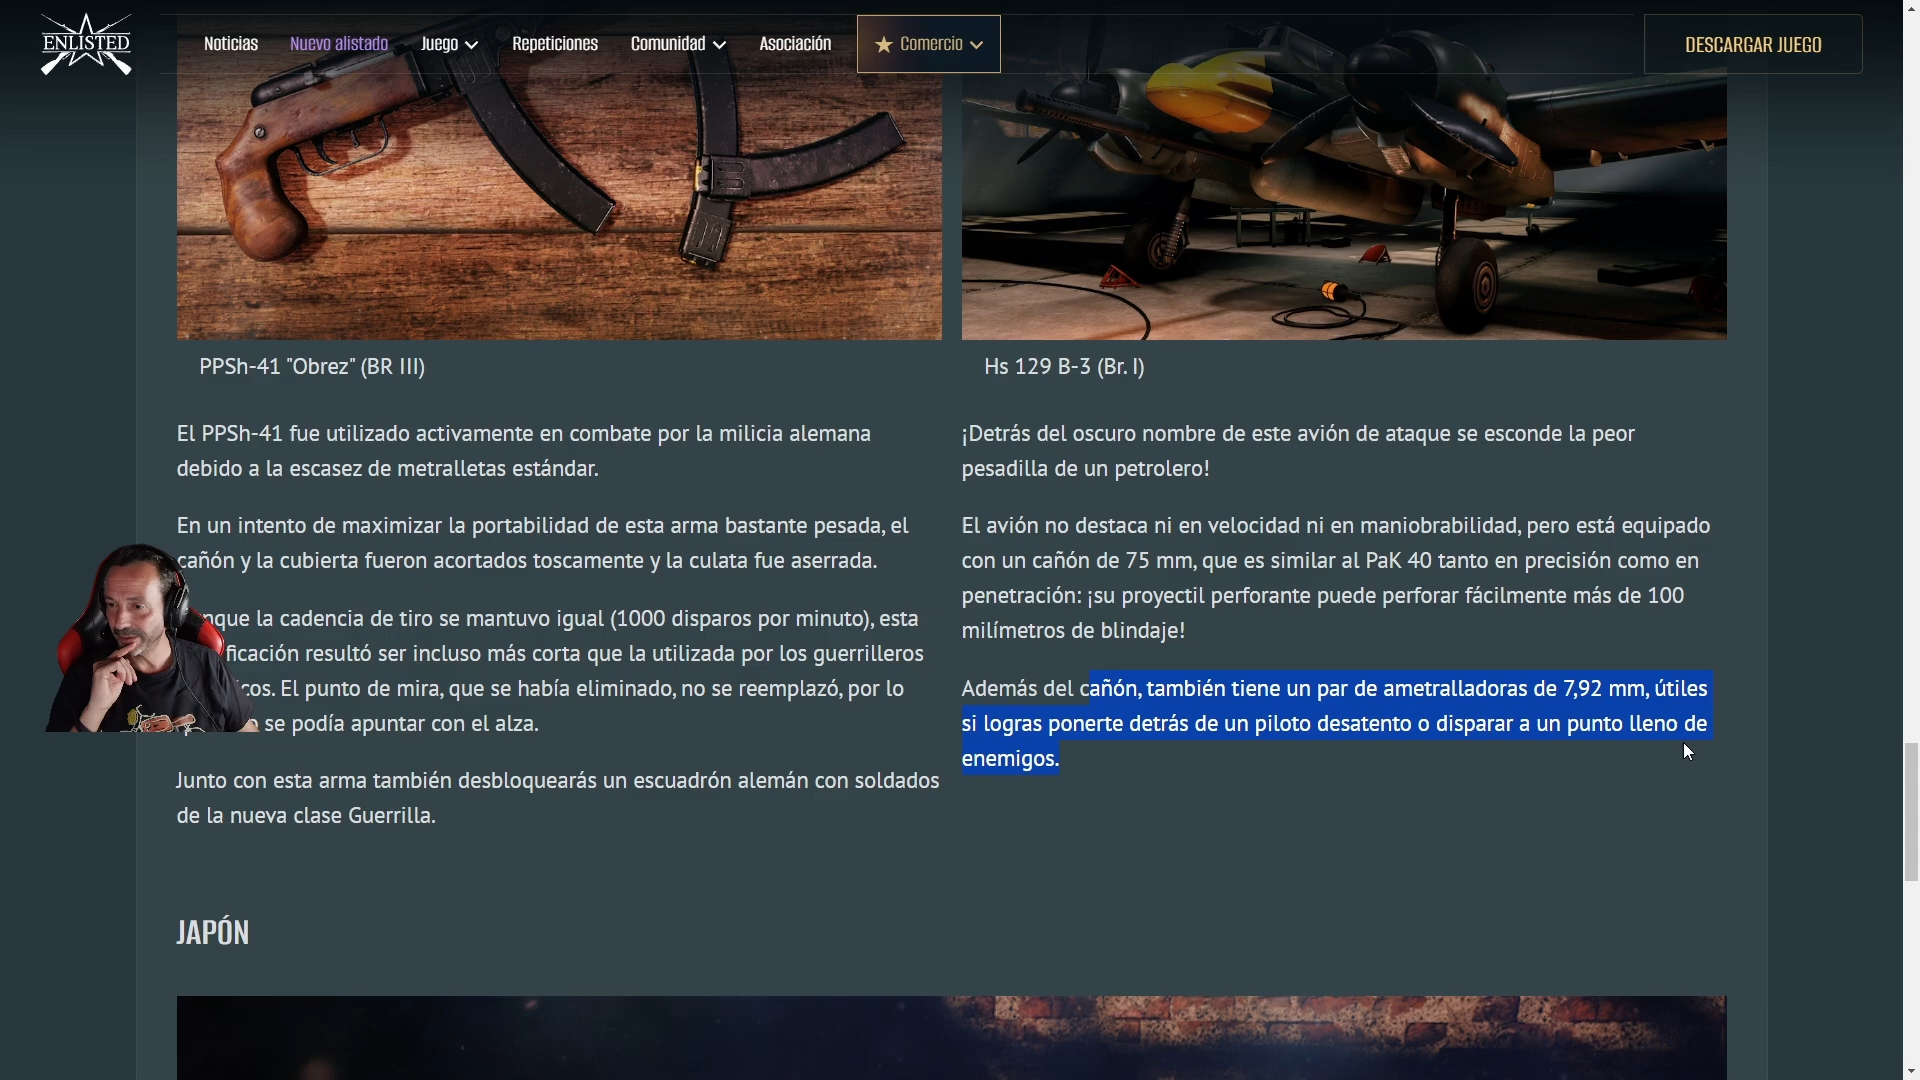 ENLISTED
Noticias
Nuevo alistado
Juego
Repeticiones
Comunidad
Asociación
Comercio
DESCARGAR JUEGO
PPSh-41 "Obrez" (BR III)
El PPSh-41 fue utilizado activamente en combate por la milicia alemana
debido a la escasez de metralletas estándar.
En un intento de maximizar la portabilidad de esta arma bastante pesada, el
cañón y la cubierta fueron acortados toscamente y la culata fue aserrada.
la cadencia de tiro se mantuvo igual (1000 disparos por minuto), esta
resultó ser incluso más corta que la utilizada por los guerrilleros
El punto de mira, que se había eliminado, no se reemplazó, por lo
se podía apuntar con el alza.
Junto con esta arma también desbloquearás un escuadrón alemán con soldados
de la nueva clase Guerrilla.
Hs 129 B-3 (Br. I)
¡Detrás del oscuro nombre de este avión de ataque se esconde la peor
pesadilla de un petrolero!
El avión no destaca ni en velocidad ni en maniobrabilidad, pero está equipado
con un cañón de 75 mm, que es similar al PaK 40 tanto en precisión como en
penetración: ¡su proyectil perforante puede perforar fácilmente más de 100
milímetros de blindaje!
Además del cañón, también tiene un par de ametralladoras de 7,92 mm, útiles
si logras ponerte detrás de un piloto desatento o disparar a un punto lleno de
enemigos.
JAPÓN